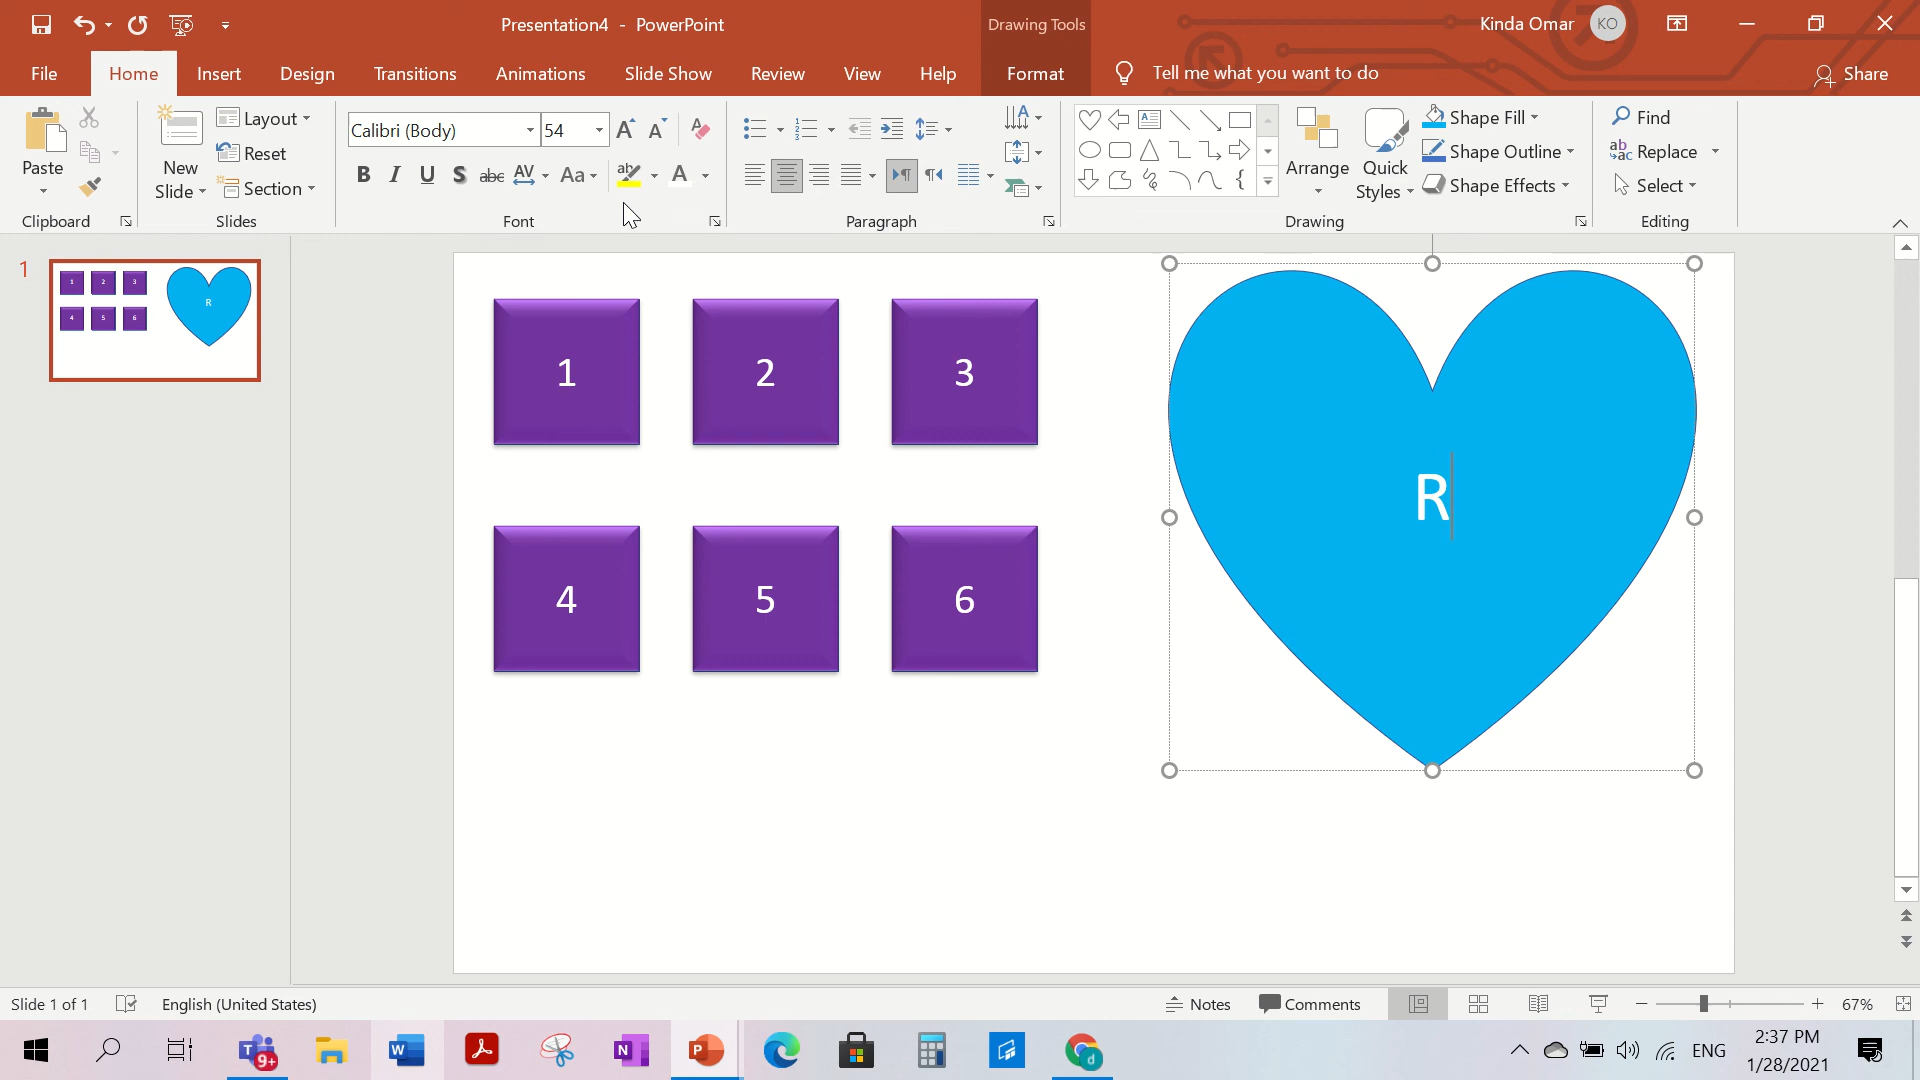 Presentation4 - PowerPoint
Drawing Tools
Kinda Omar
KO
File
Home
Insert
Design
Transitions
Animations
Slide Show
Review
View
Help
Format
Tell me what you want to do
Share
Paste
Clipboard
New
Slide
Layout
Reset
Section
Slides
Calibri (Body)
54
A A
B I U S abc AV Aa ab A
Font
Paragraph
Arrange
Quick
Styles
Shape Fill
Shape Outline
Shape Effects
Drawing
Find
Replace
Select
Editing
1
1 2 3
R
4 5 6
1 2 3
R
4 5 6
Slide 1 of 1
English (United States)
Notes
Comments
67%
9+
ENG
2:37 PM
1/28/2021